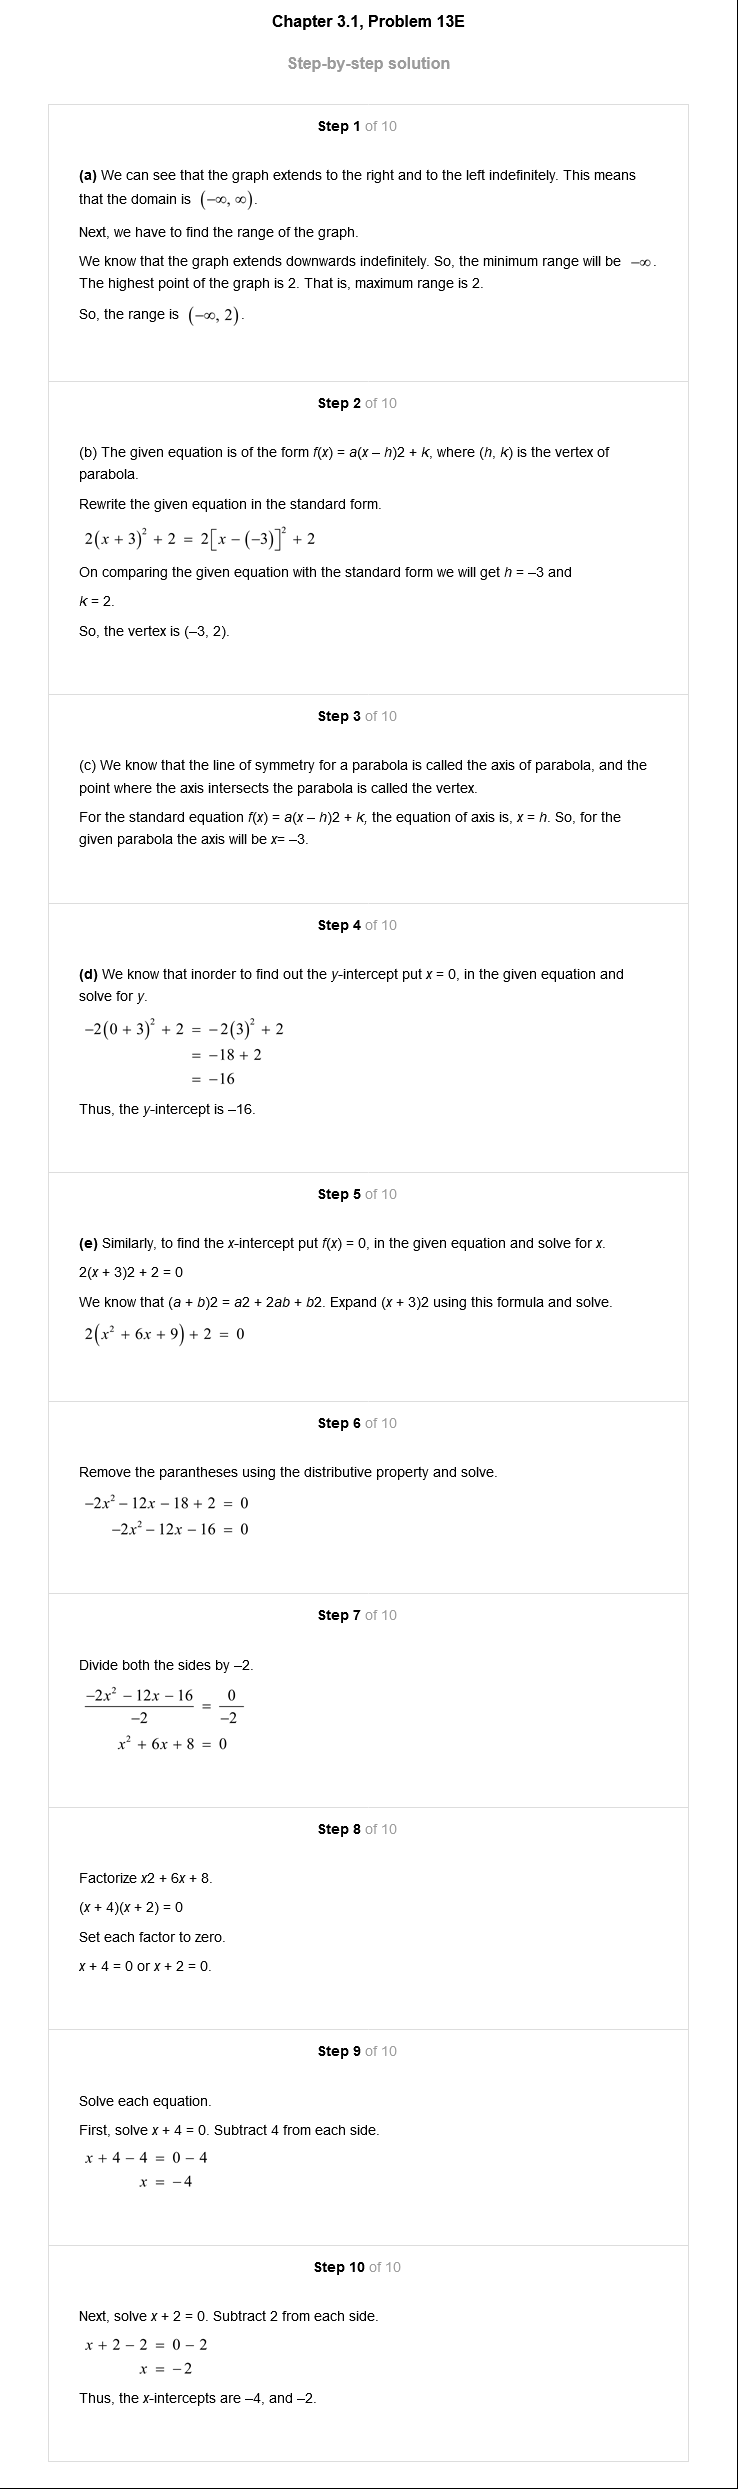 Chapter 3.1, Problem 13E
Step-by-step solution
Step 1 of 10
(a) We can see that the graph extends to the right and to the left indefinitely. This means
that the domain is (−∞, ∞).
Next, we have to find the range of the graph.
We know that the graph extends downwards indefinitely. So, the minimum range will be −∞.
The highest point of the graph is 2. That is, maximum range is 2.
So, the range is (−∞, 2).
Step 2 of 10
(b) The given equation is of the form f(x) = a(x – h)2 + k, where (h, k) is the vertex of
parabola.
Rewrite the given equation in the standard form.
2(x + 3)² + 2 = 2[x − (−3)]² + 2
On comparing the given equation with the standard form we will get h = –3 and
k = 2.
So, the vertex is (–3, 2).
Step 3 of 10
(c) We know that the line of symmetry for a parabola is called the axis of parabola, and the
point where the axis intersects the parabola is called the vertex.
For the standard equation f(x) = a(x – h)2 + k, the equation of axis is, x = h. So, for the
given parabola the axis will be x= –3.
Step 4 of 10
(d) We know that inorder to find out the y-intercept put x = 0, in the given equation and
solve for y.
−2(0 + 3)² + 2 = −2(3)² + 2
= −18 + 2
= −16
Thus, the y-intercept is –16.
Step 5 of 10
(e) Similarly, to find the x-intercept put f(x) = 0, in the given equation and solve for x.
2(x + 3)2 + 2 = 0
We know that (a + b)2 = a2 + 2ab + b2. Expand (x + 3)2 using this formula and solve.
2(x² + 6x + 9) + 2 = 0
Step 6 of 10
Remove the parantheses using the distributive property and solve.
−2x² − 12x − 18 + 2 = 0
−2x² − 12x − 16 = 0
Step 7 of 10
Divide both the sides by –2.
−2x² − 12x − 16 = 0
−2 −2
x² + 6x + 8 = 0
Step 8 of 10
Factorize x2 + 6x + 8.
(x + 4)(x + 2) = 0
Set each factor to zero.
x + 4 = 0 or x + 2 = 0.
Step 9 of 10
Solve each equation.
First, solve x + 4 = 0. Subtract 4 from each side.
x + 4 − 4 = 0 − 4
x = −4
Step 10 of 10
Next, solve x + 2 = 0. Subtract 2 from each side.
x + 2 − 2 = 0 − 2
x = −2
Thus, the x-intercepts are –4, and –2.